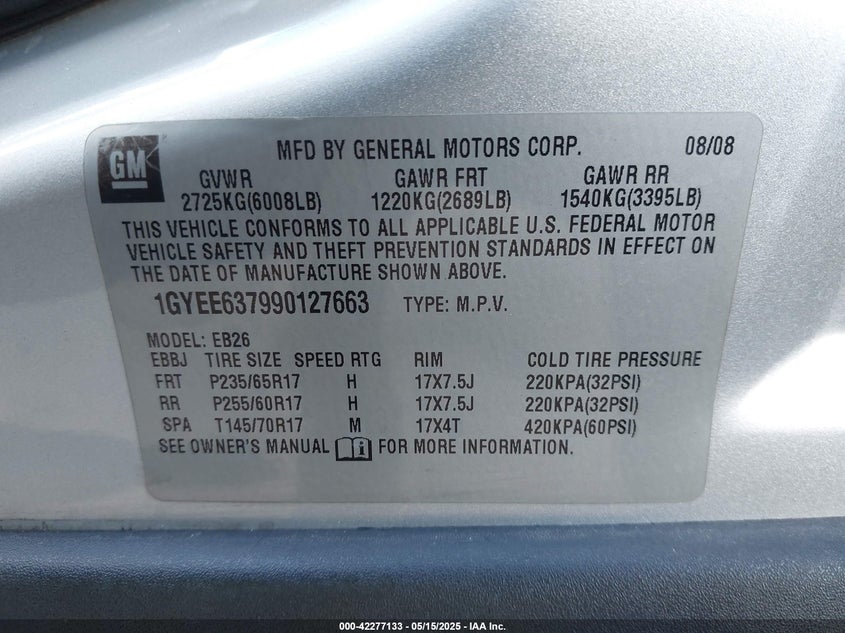 GM
MFD BY GENERAL MOTORS CORP. 08/08
GVWR GAWR FRT GAWR RR
2725KG(6008LB) 1220KG(2689LB) 1540KG(3395LB)
THIS VEHICLE CONFORMS TO ALL APPLICABLE U.S. FEDERAL MOTOR
VEHICLE SAFETY AND THEFT PREVENTION STANDARDS IN EFFECT ON
THE DATE OF MANUFACTURE SHOWN ABOVE.
1GYEE637990127663 TYPE: M.P.V.
MODEL: EB26
EBBJ TIRE SIZE SPEED RTG RIM COLD TIRE PRESSURE
FRT P235/65R17 H 17X7.5J 220KPA(32PSI)
RR P255/60R17 H 17X7.5J 220KPA(32PSI)
SPA T145/70R17 M 17X4T 420KPA(60PSI)
SEE OWNER'S MANUAL i FOR MORE INFORMATION.
000-42277133 - 05/15/2025 - IAA Inc.